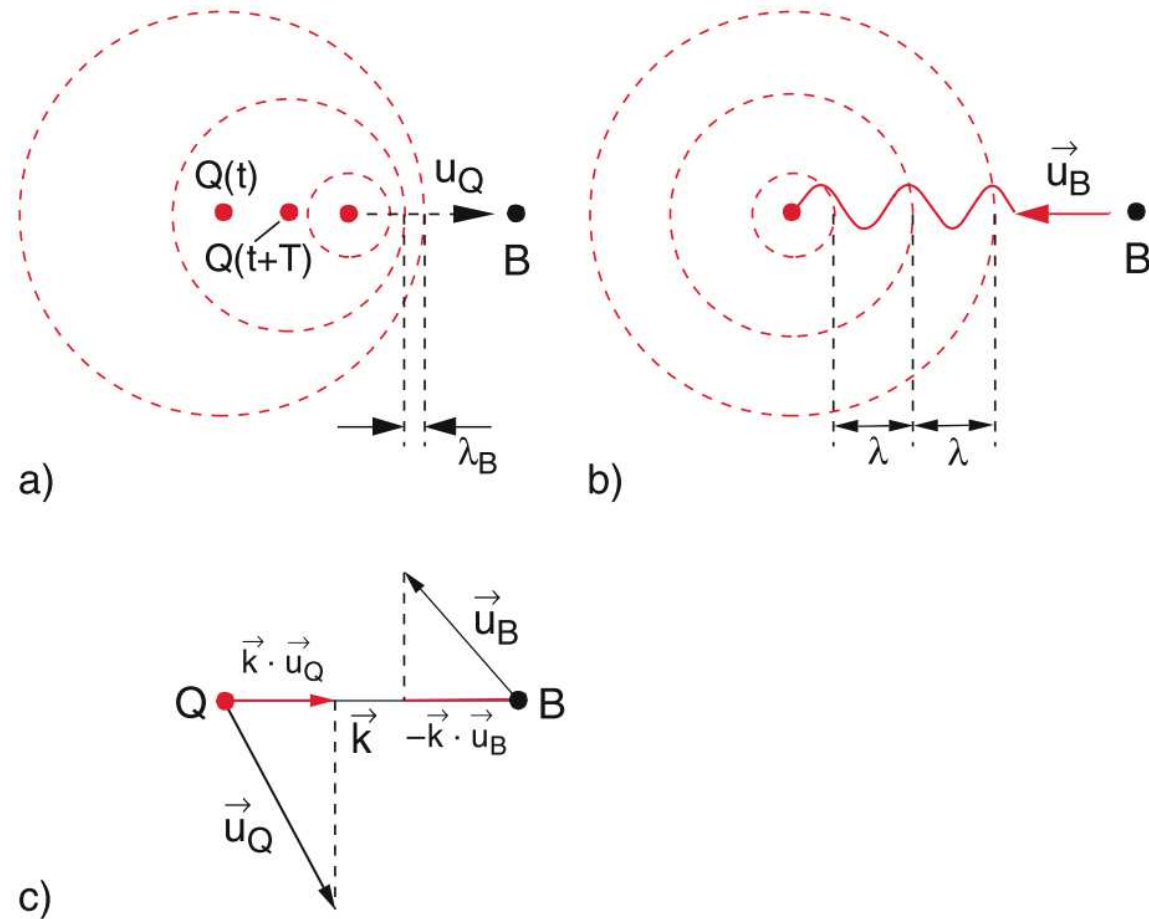 Q(t)
Q(t+T)
u_Q
B
λ_B
a)
u⃗_B
B
λ
λ
b)
u⃗_B
k⃗ · u⃗_Q
Q
B
k⃗
−k⃗ · u⃗_B
u⃗_Q
c)